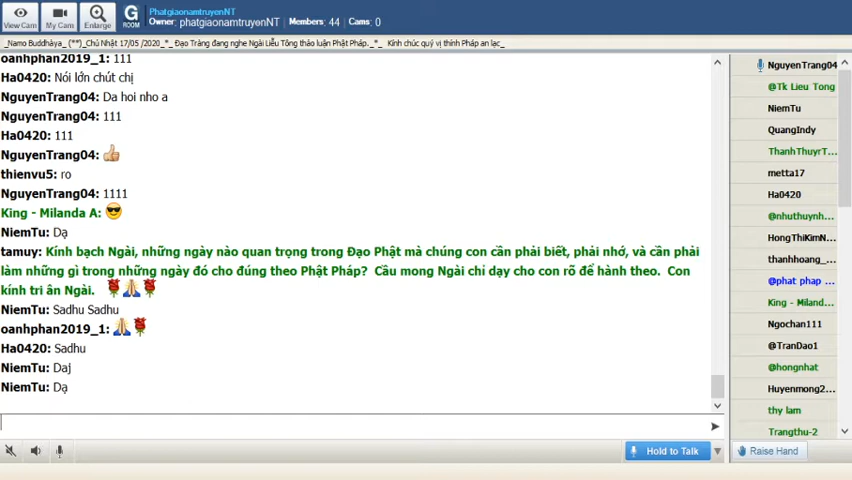 View Cam
My Cam
Enlarge
G
ROOM
PhatgiaonamtruyenNT
Owner: phatgiaonamtruyenNT Members: 44 Cams: 0
_Namo Buddhàya_ (**)_Chủ Nhật 17/05 /2020_*_ Đạo Tràng đang nghe Ngài Liễu Tông thảo luận Phật Pháp._*_ Kính chúc quý vị thính Pháp an lạc_
oanhphan2019_1: 111
Ha0420: Nói lớn chút chị
NguyenTrang04: Da hoi nho a
NguyenTrang04: 111
Ha0420: 111
NguyenTrang04:
thienvu5: ro
NguyenTrang04: 1111
King - Milanda A:
NiemTu: Dạ
tamuy: Kính bạch Ngài, những ngày nào quan trọng trong Đạo Phật mà chúng con cần phải biết, phải nhớ, và cần phải
làm những gì trong những ngày đó cho đúng theo Phật Pháp? Cầu mong Ngài chỉ dạy cho con rõ để hành theo. Con
kính tri ân Ngài.
NiemTu: Sadhu Sadhu
oanhphan2019_1:
Ha0420: Sadhu
NiemTu: Daj
NiemTu: Dạ
NguyenTrang04
@Tk Lieu Tong
NiemTu
QuangIndy
ThanhThuyrT...
metta17
Ha0420
@nhuthuynh...
HongThiKimN...
thanhhoang_...
@phat phap ...
King - Miland...
Ngochan111
@TranDao1
@hongnhat
Huyenmong2...
thy lam
Trangthu-2
Hold to Talk
Raise Hand